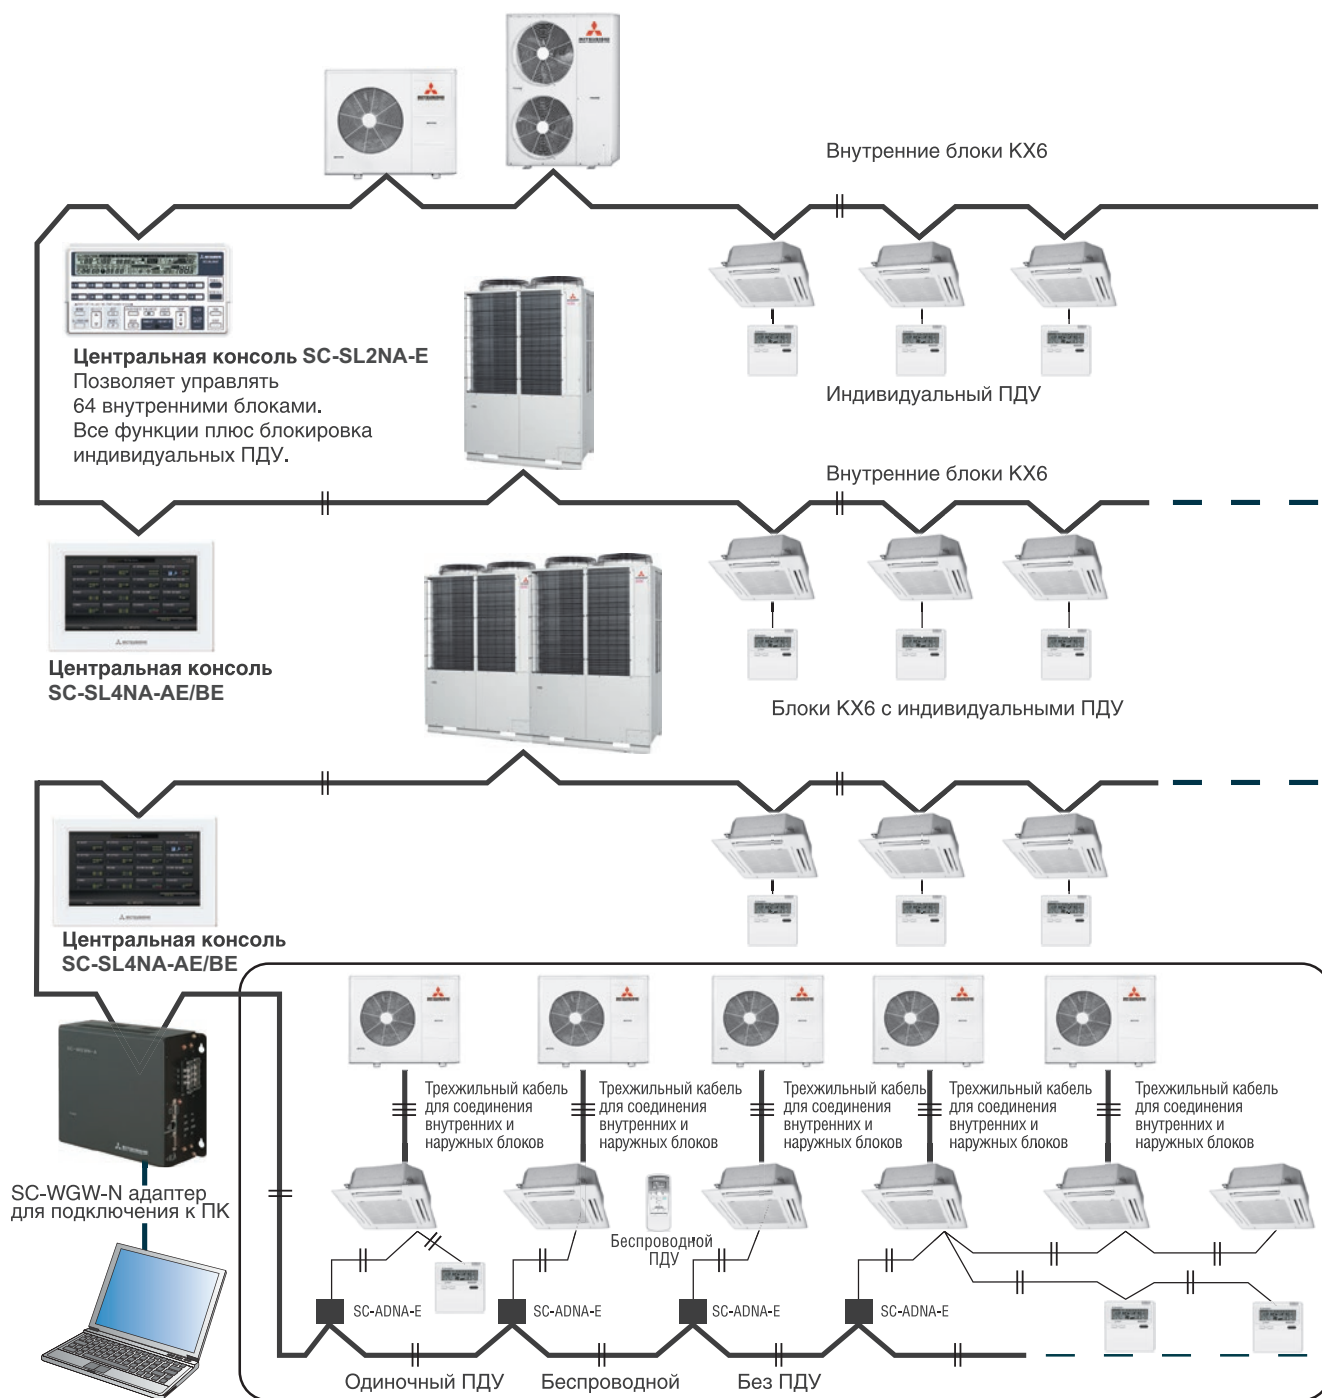 MITSUBISHI
MITSUBISHI
Внутренние блоки KX6
Центральная консоль SC-SL2NA-E
Позволяет управлять
64 внутренними блоками.
Все функции плюс блокировка
индивидуальных ПДУ.
Индивидуальный ПДУ
Внутренние блоки KX6
Центральная консоль
SC-SL4NA-AE/BE
Блоки KX6 с индивидуальными ПДУ
Центральная консоль
SC-SL4NA-AE/BE
Трехжильный кабель
для соединения
внутренних и
наружных блоков
Трехжильный кабель
для соединения
внутренних и
наружных блоков
Трехжильный кабель
для соединения
внутренних и
наружных блоков
Трехжильный кабель
для соединения
внутренних и
наружных блоков
Трехжильный кабель
для соединения
внутренних и
наружных блоков
SC-WGW-N адаптер
для подключения к ПК
Беспроводной
ПДУ
SC-ADNA-E
SC-ADNA-E
SC-ADNA-E
SC-ADNA-E
Одиночный ПДУ
Беспроводной
Без ПДУ